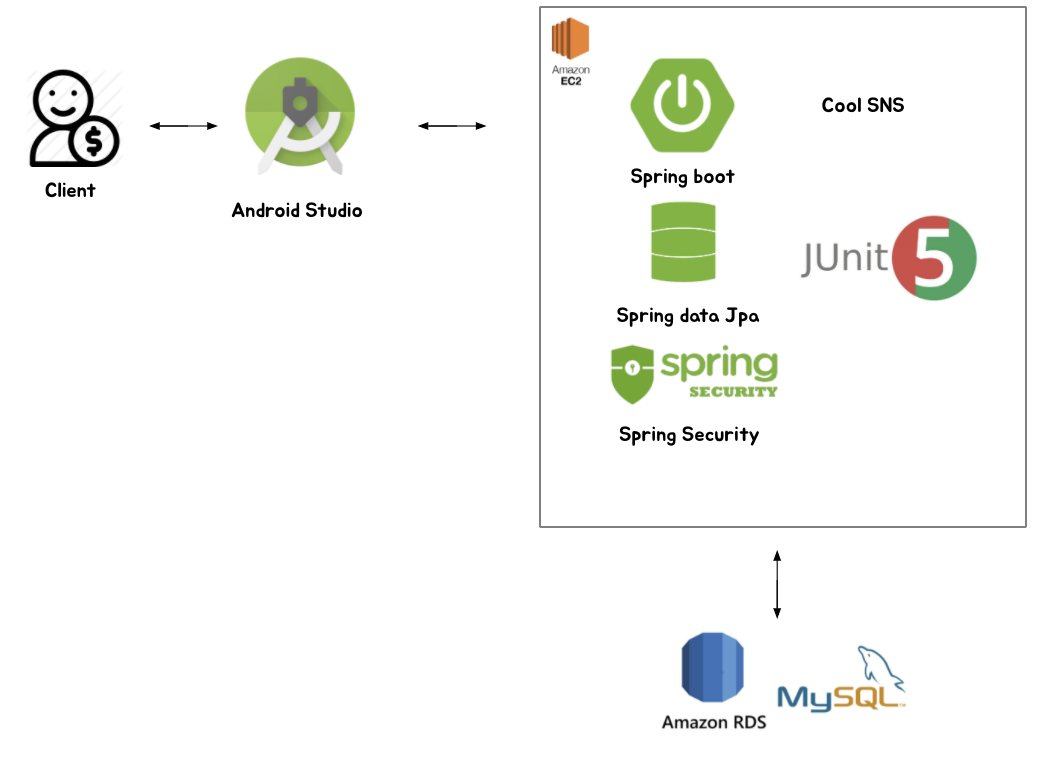 Client
Android Studio
Amazon
EC2
Spring boot
Cool SNS
Spring data Jpa
JUnit 5
spring
SECURITY
Spring Security
Amazon RDS
MySQL
TM